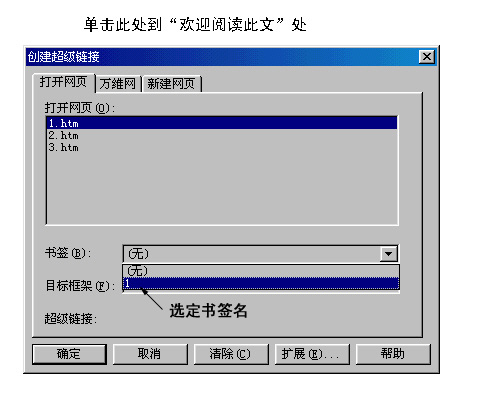 单击此处到“欢迎阅读此文”处
创建超级链接
打开网页 万维网 新建网页
打开网页(O):
1.htm
2.htm
3.htm
书签(B): (无)
(无)
目标框架(F): 1
选定书签名
超级链接:
确定 取消 清除(C) 扩展(E)... 帮助